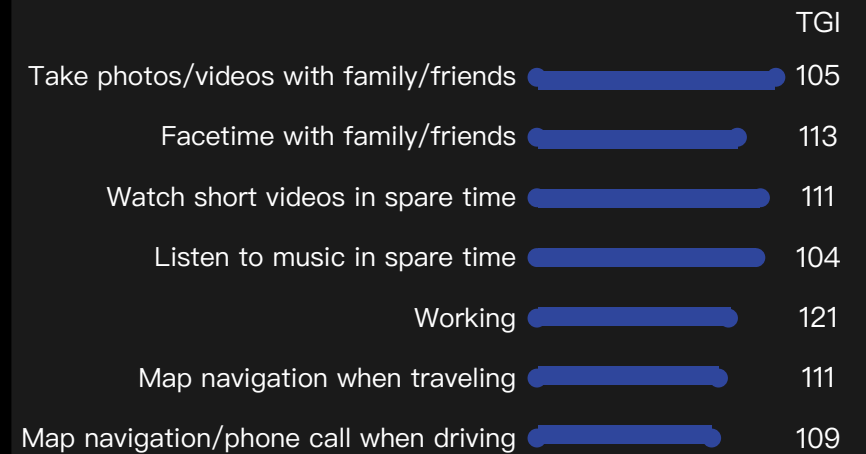 TGI
Take photos/videos with family/friends 105
Facetime with family/friends 113
Watch short videos in spare time 111
Listen to music in spare time 104
Working 121
Map navigation when traveling 111
Map navigation/phone call when driving 109